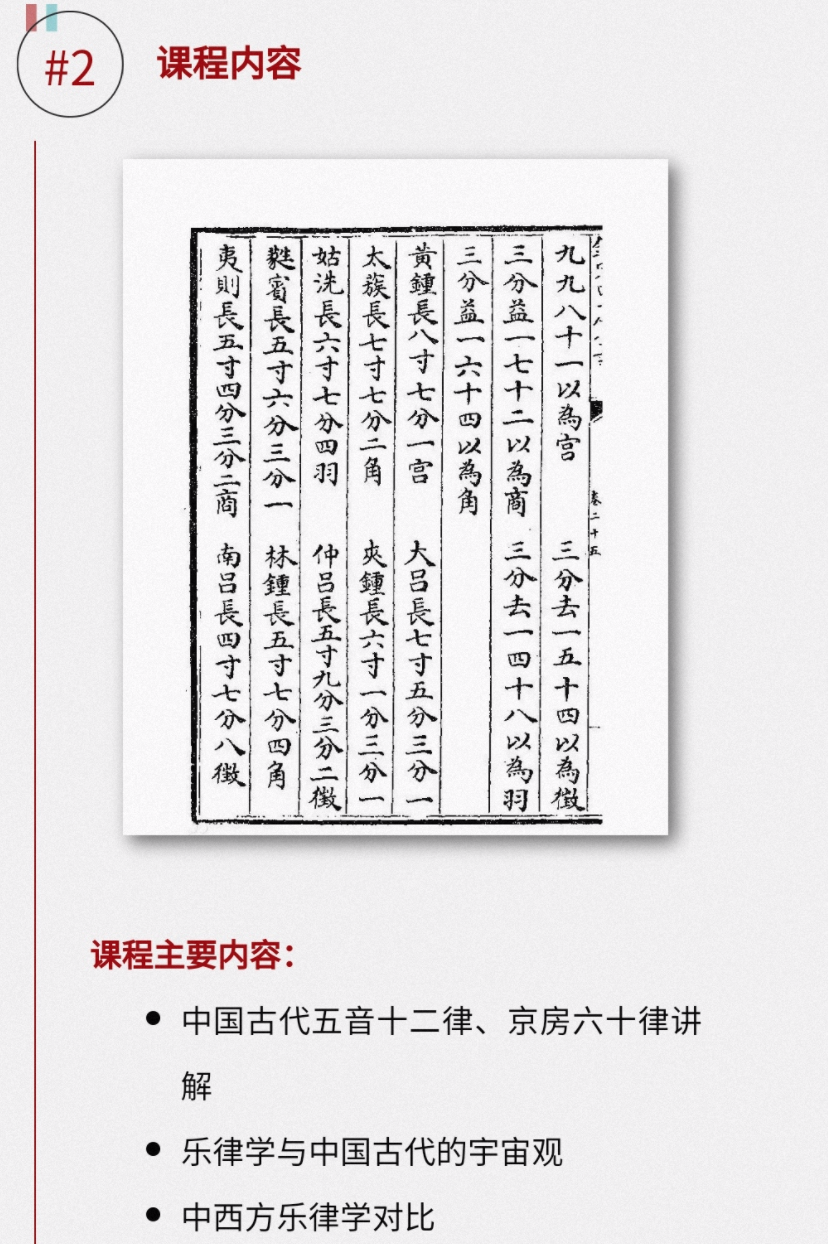 #2
课程内容
卷二十五
九九八十一以為宫 三分去一五十四以為徵
三分益一七十二以為商 三分去一四十八以為羽
三分益一六十四以為角
黃鍾長八寸七分一宫 大呂長七寸五分三分一
太蔟長七寸七分二角 夾鍾長六寸一分三分一
姑洗長六寸七分四羽 仲呂長五寸九分三分二徵
蕤賓長五寸六分三分一 林鍾長五寸七分四角
夷則長五寸四分三分二商 南呂長四寸七分八徵
课程主要内容：
中国古代五音十二律、京房六十律讲
解
乐律学与中国古代的宇宙观
中西方乐律学对比